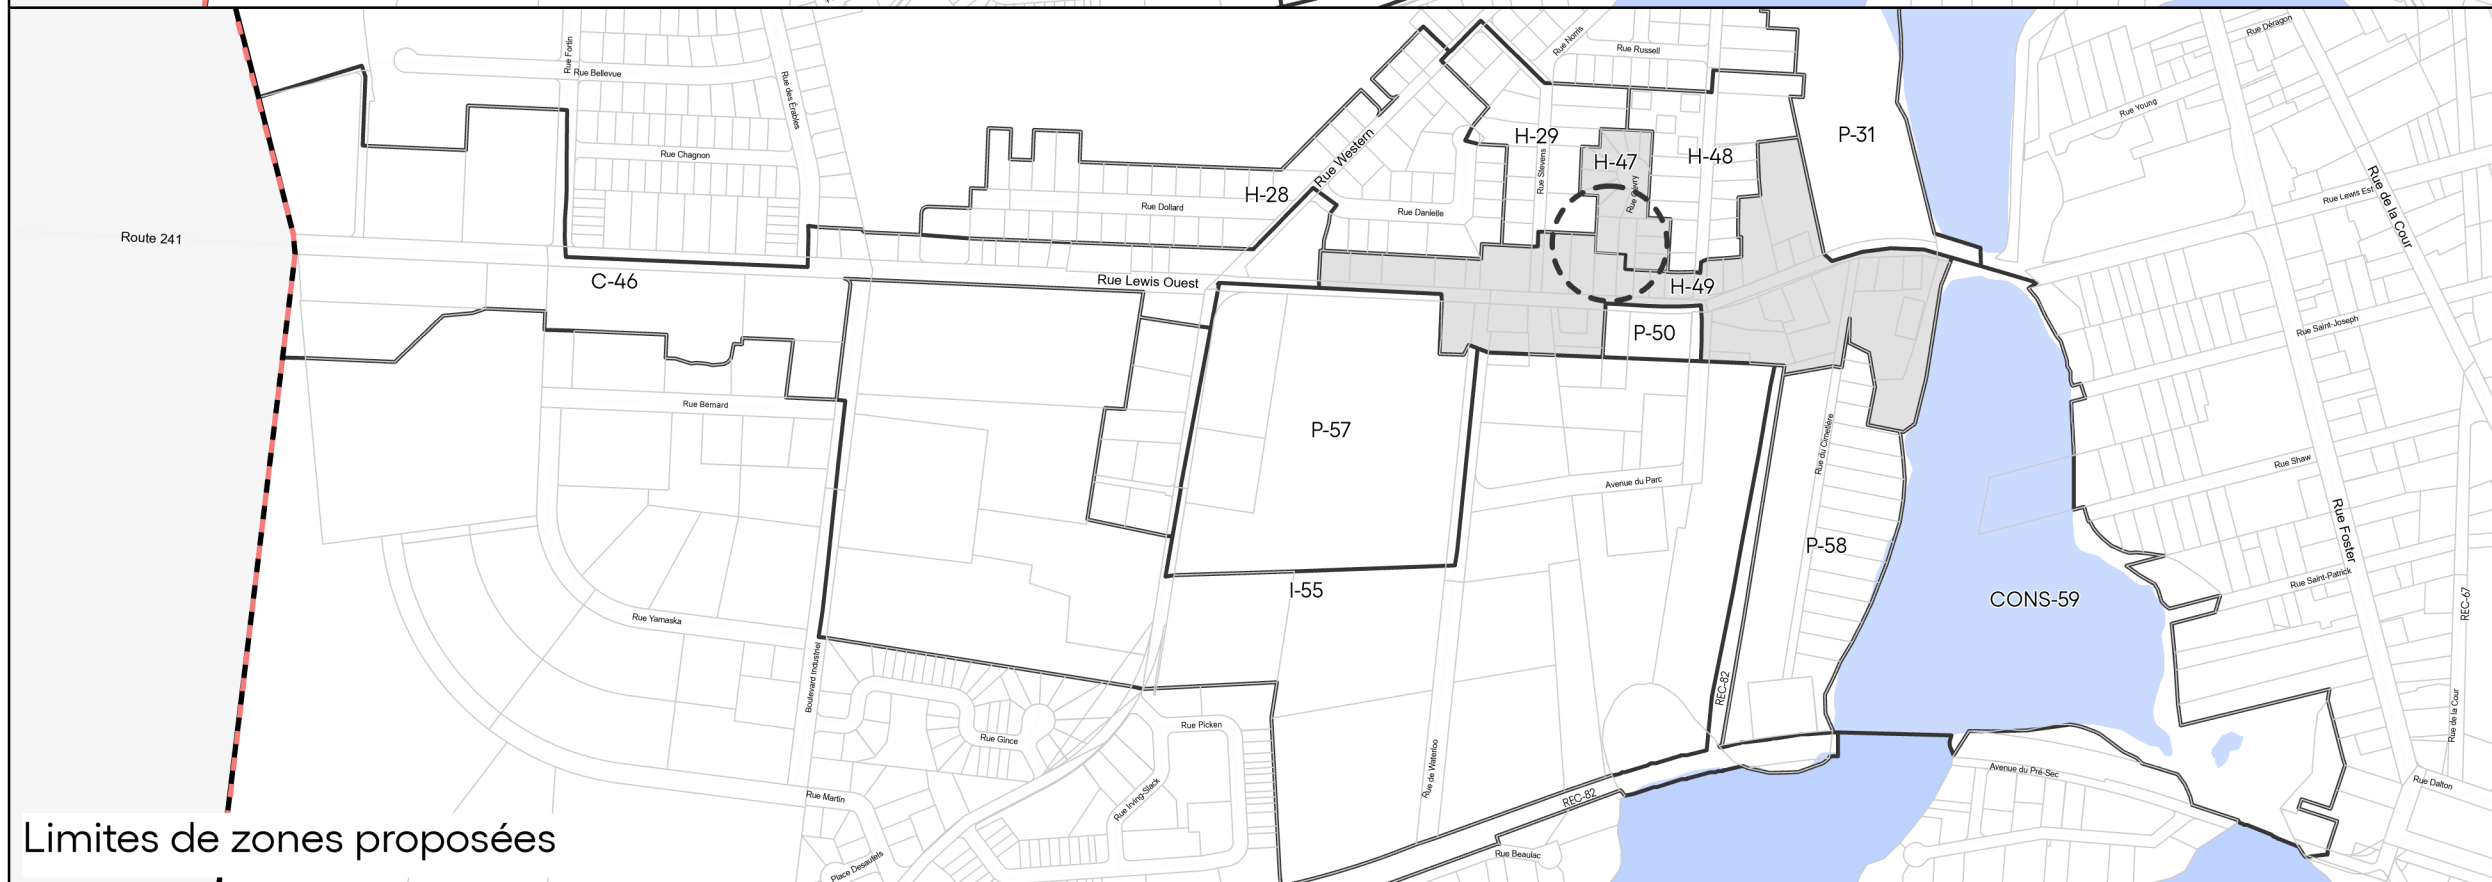 Rue Fortin
Rue Bellevue
Rue des Érables
Rue Chagnon
Route 241
C-46
Rue Lewis Ouest
Rue Dollard
H-28
Rue Western
Rue Danielle
Rue Norris
Rue Russell
H-29
Rue Stevens
H-47
H-48
H-49
P-31
P-50
Rue Déragon
Rue Young
Rue Lewis Est
Rue de la Cour
Rue Saint-Joseph
Rue Shaw
Rue Foster
Rue Saint-Patrick
REC-67
Rue de la Cour
Rue Dalton
Rue Bernard
P-57
I-55
Avenue du Parc
Rue du Cimetière
P-58
CONS-59
Rue Yamaska
Boulevard Industriel
Rue Gince
Rue Picken
Rue Irving-Slack
Rue Martin
Place Desautels
Rue de Waterloo
REC-82
REC-82
Rue Beaulac
Avenue du Pré-Sec
Limites de zones proposées